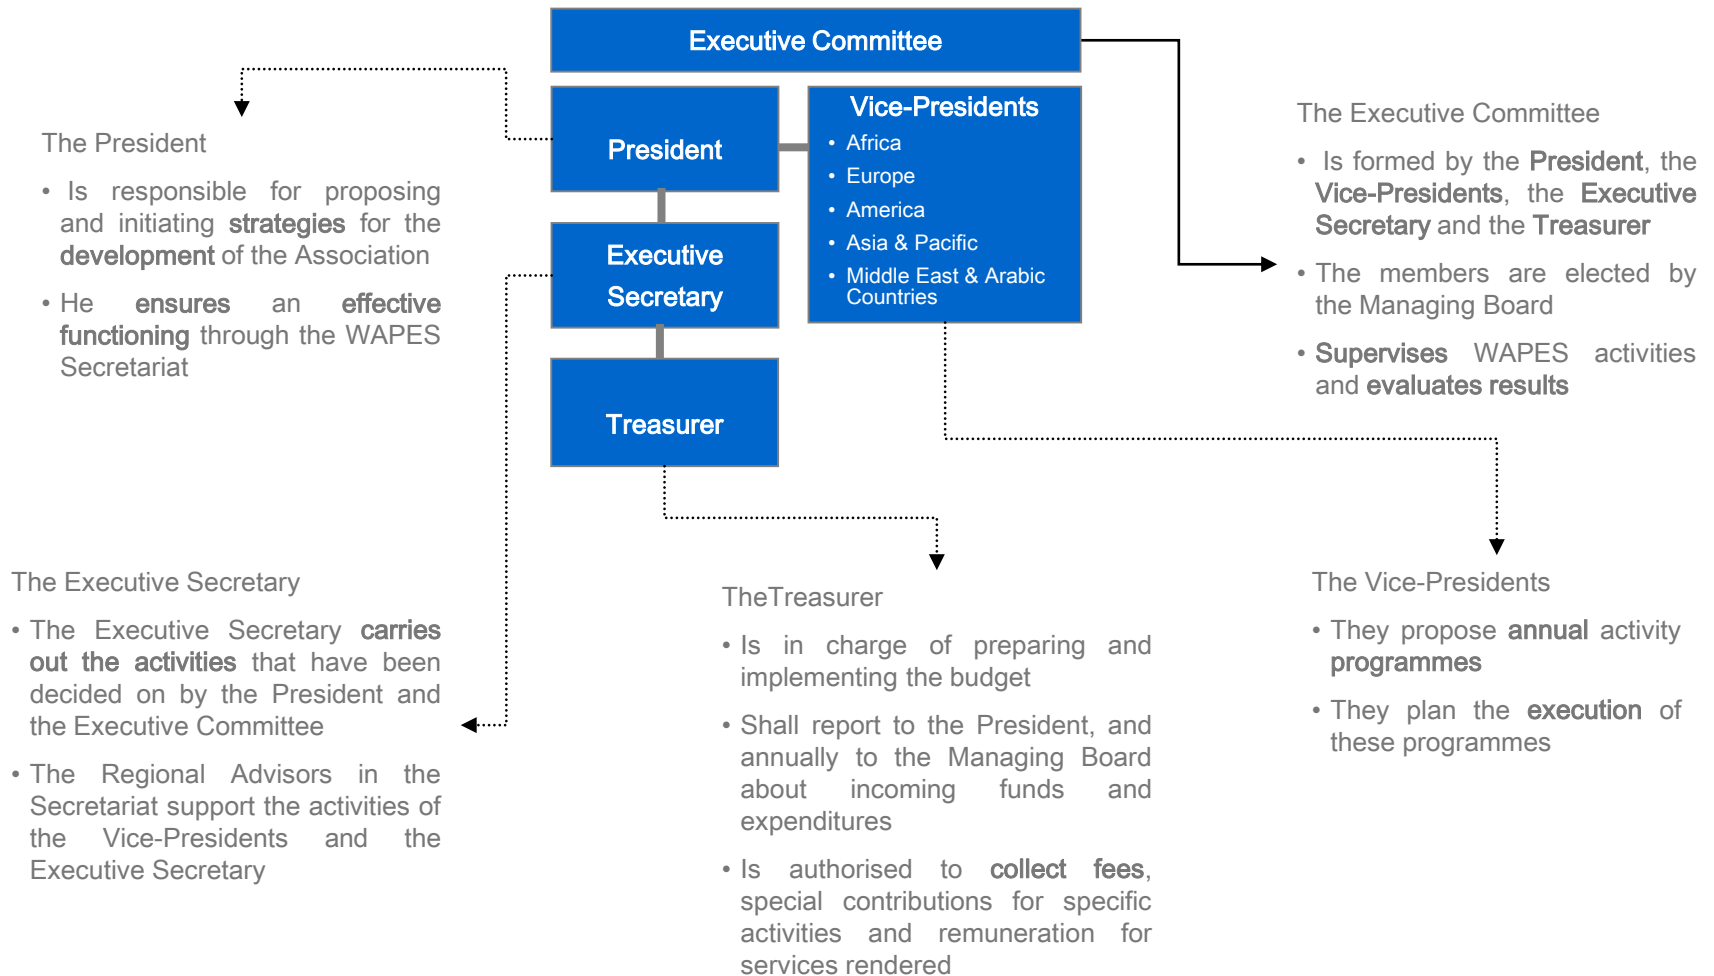 Executive Committee
President
Vice-Presidents
• Africa
• Europe
• America
• Asia & Pacific
• Middle East & Arabic
Countries
Executive
Secretary
Treasurer
The President
• Is responsible for proposing
and initiating strategies for the
development of the Association
• He ensures an effective
functioning through the WAPES
Secretariat
The Executive Committee
• Is formed by the President, the
Vice-Presidents, the Executive
Secretary and the Treasurer
• The members are elected by
the Managing Board
• Supervises WAPES activities
and evaluates results
The Executive Secretary
• The Executive Secretary carries
out the activities that have been
decided on by the President and
the Executive Committee
• The Regional Advisors in the
Secretariat support the activities of
the Vice-Presidents and the
Executive Secretary
TheTreasurer
• Is in charge of preparing and
implementing the budget
• Shall report to the President, and
annually to the Managing Board
about incoming funds and
expenditures
• Is authorised to collect fees,
special contributions for specific
activities and remuneration for
services rendered
The Vice-Presidents
• They propose annual activity
programmes
• They plan the execution of
these programmes